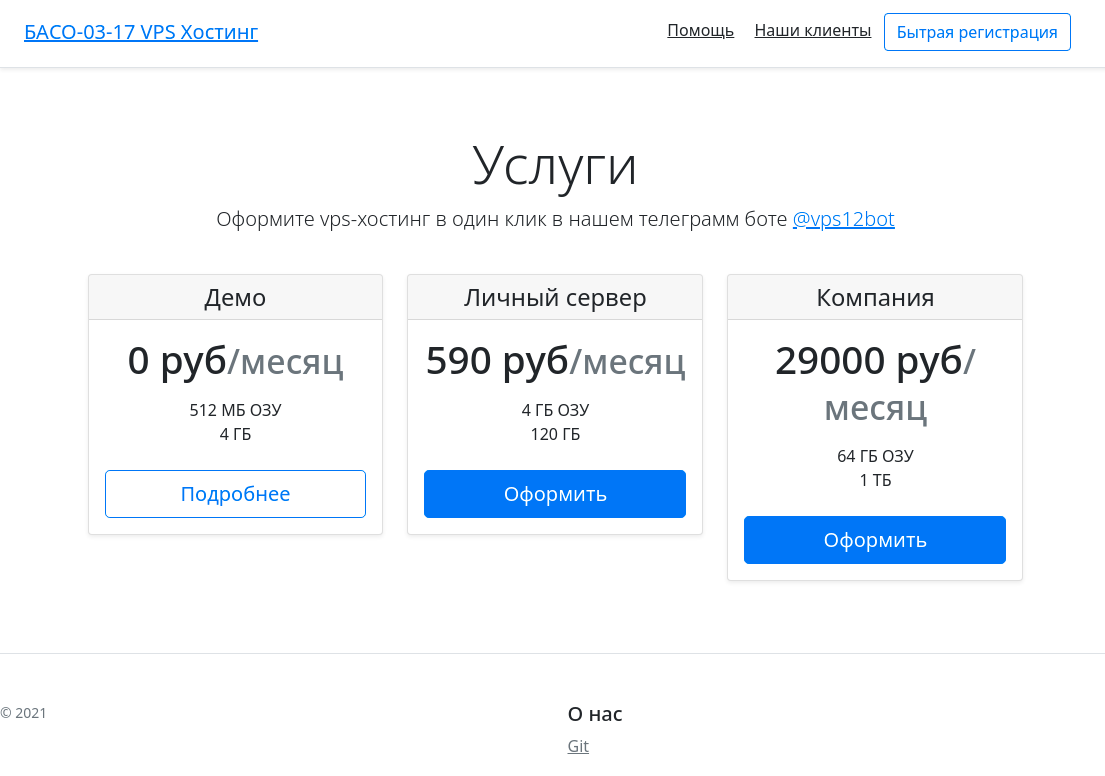 БАСО-03-17 VPS Хостинг
Помощь
Наши клиенты
Бытрая регистрация
Услуги
Оформите vps-хостинг в один клик в нашем телеграмм боте @vps12bot
Демо
0 руб/месяц
512 МБ ОЗУ
4 ГБ
Подробнее
Личный сервер
590 руб/месяц
4 ГБ ОЗУ
120 ГБ
Оформить
Компания
29000 руб/
месяц
64 ГБ ОЗУ
1 ТБ
Оформить
© 2021
О нас
Git